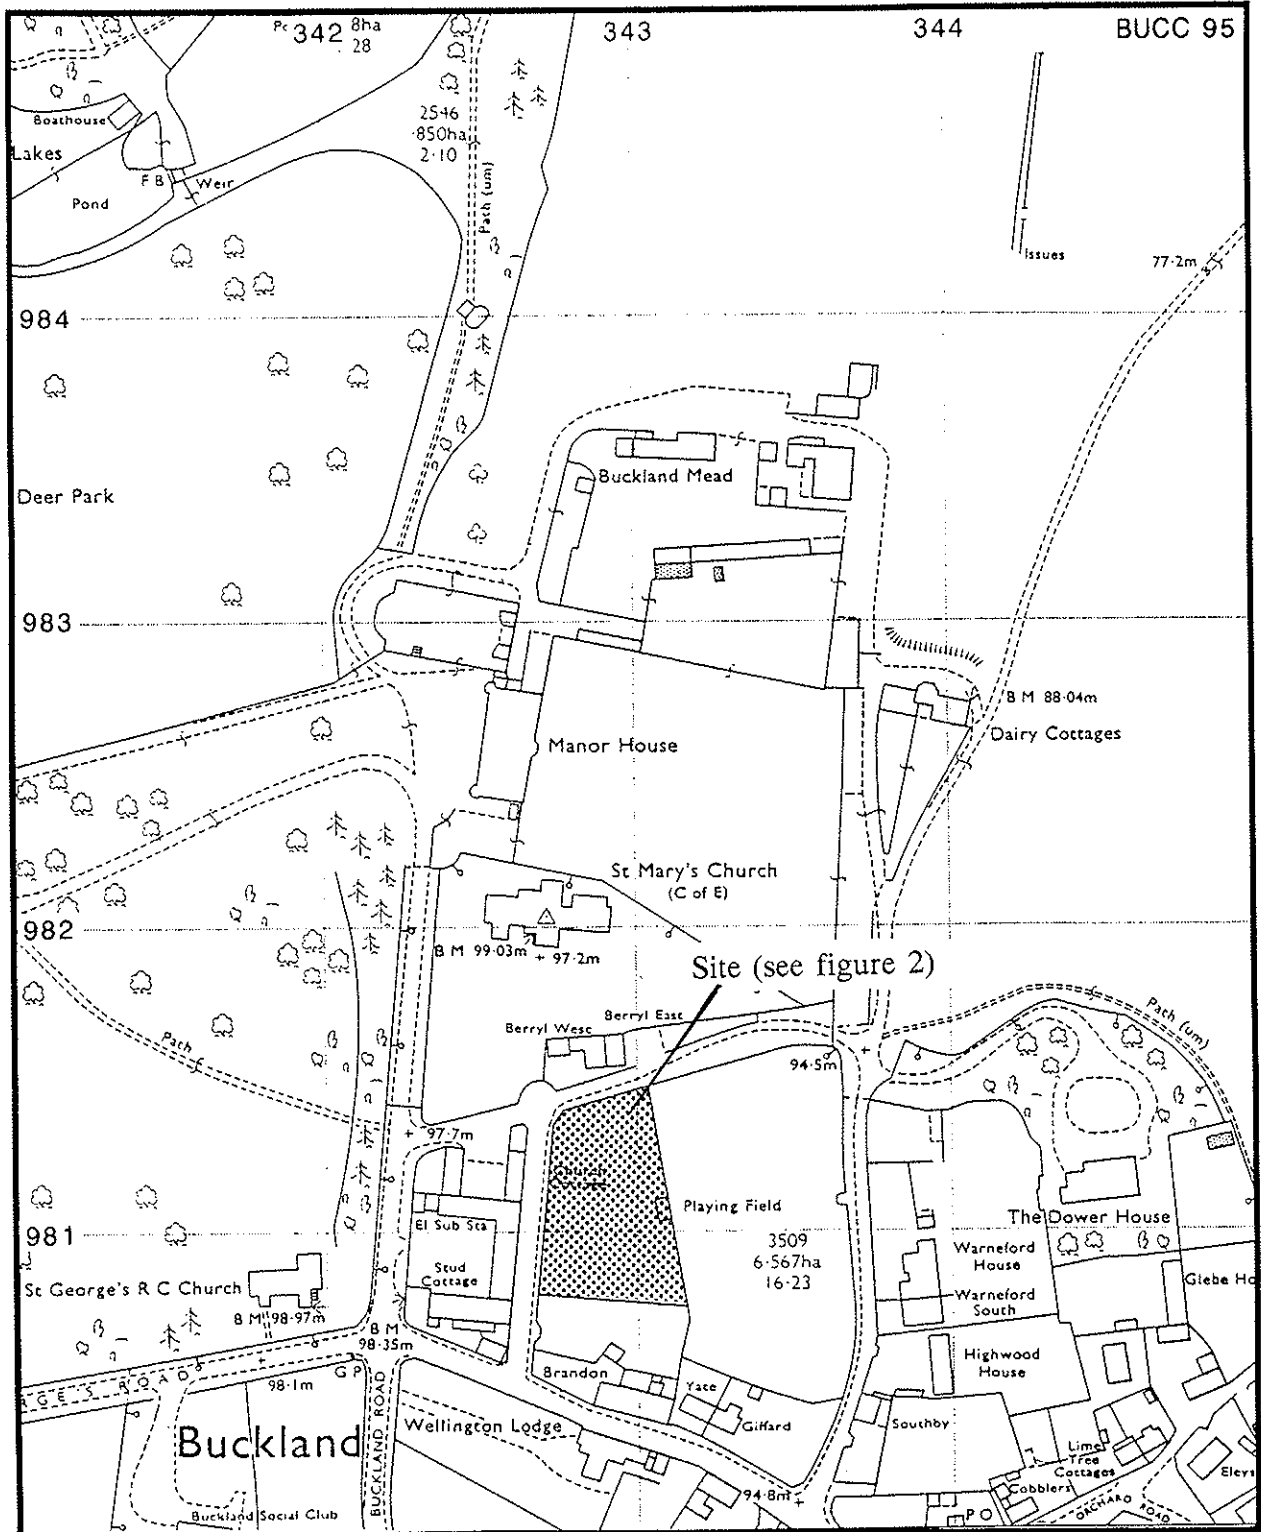 342
343
344
BUCC 95
8ha
28
2546
·850ha
2·10
Boathouse
Lakes
F B
Weir
Pond
Path (um)
Issues
77·2m
984
Buckland Mead
Deer Park
983
B M 88·04m
Dairy Cottages
Manor House
St Mary's Church
(C of E)
982
B M 99·03m
+ 97·2m
Site (see figure 2)
Berryl West
Berryl East
Path (um)
Path
94·5m
+ 97·7m
Church
Playing Field
3509
6·567ha
16·23
The Dower House
El Sub Sta
981
Warneford
House
Glebe Ho
St George's R C Church
Stud
Cottage
Warneford
South
B M 98·97m
B M
98·35m
Highwood
House
Brandon
Yate
GE'S ROAD
98·1m
G P
BUCKLAND ROAD
Buckland
Wellington Lodge
Giffard
Southby
Lime
Tree
Cottages
Cobblers
Eleys
94·8m
+
P O
ORCHARD ROAD
Buckland Social Club